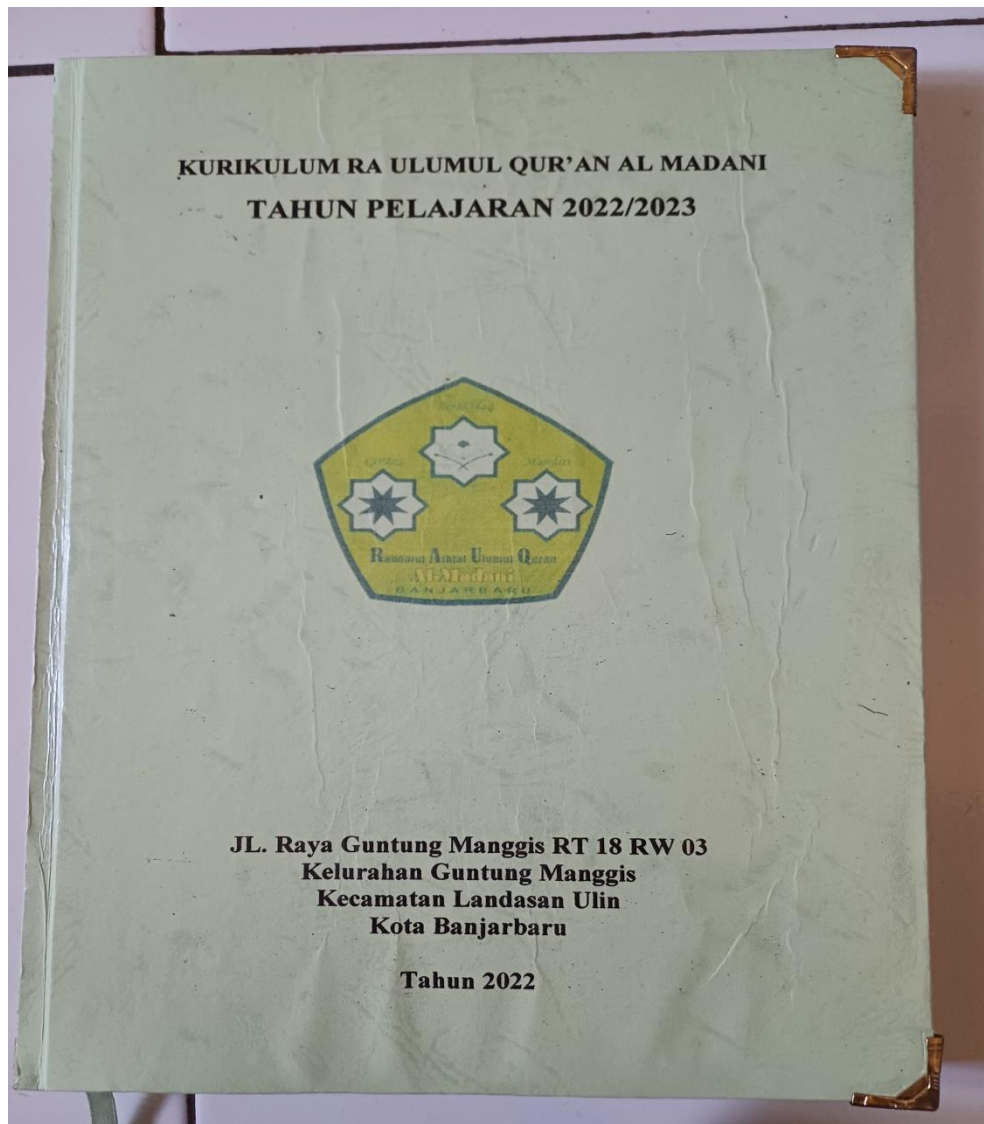 KURIKULUM RA ULUMUL QUR'AN AL MADANI
TAHUN PELAJARAN 2022/2023
Cerdas
Mandiri
Raudhatul Athfal Ulumul Quran
Al-Madani
BANJARBARU
JL. Raya Guntung Manggis RT 18 RW 03
Kelurahan Guntung Manggis
Kecamatan Landasan Ulin
Kota Banjarbaru
Tahun 2022